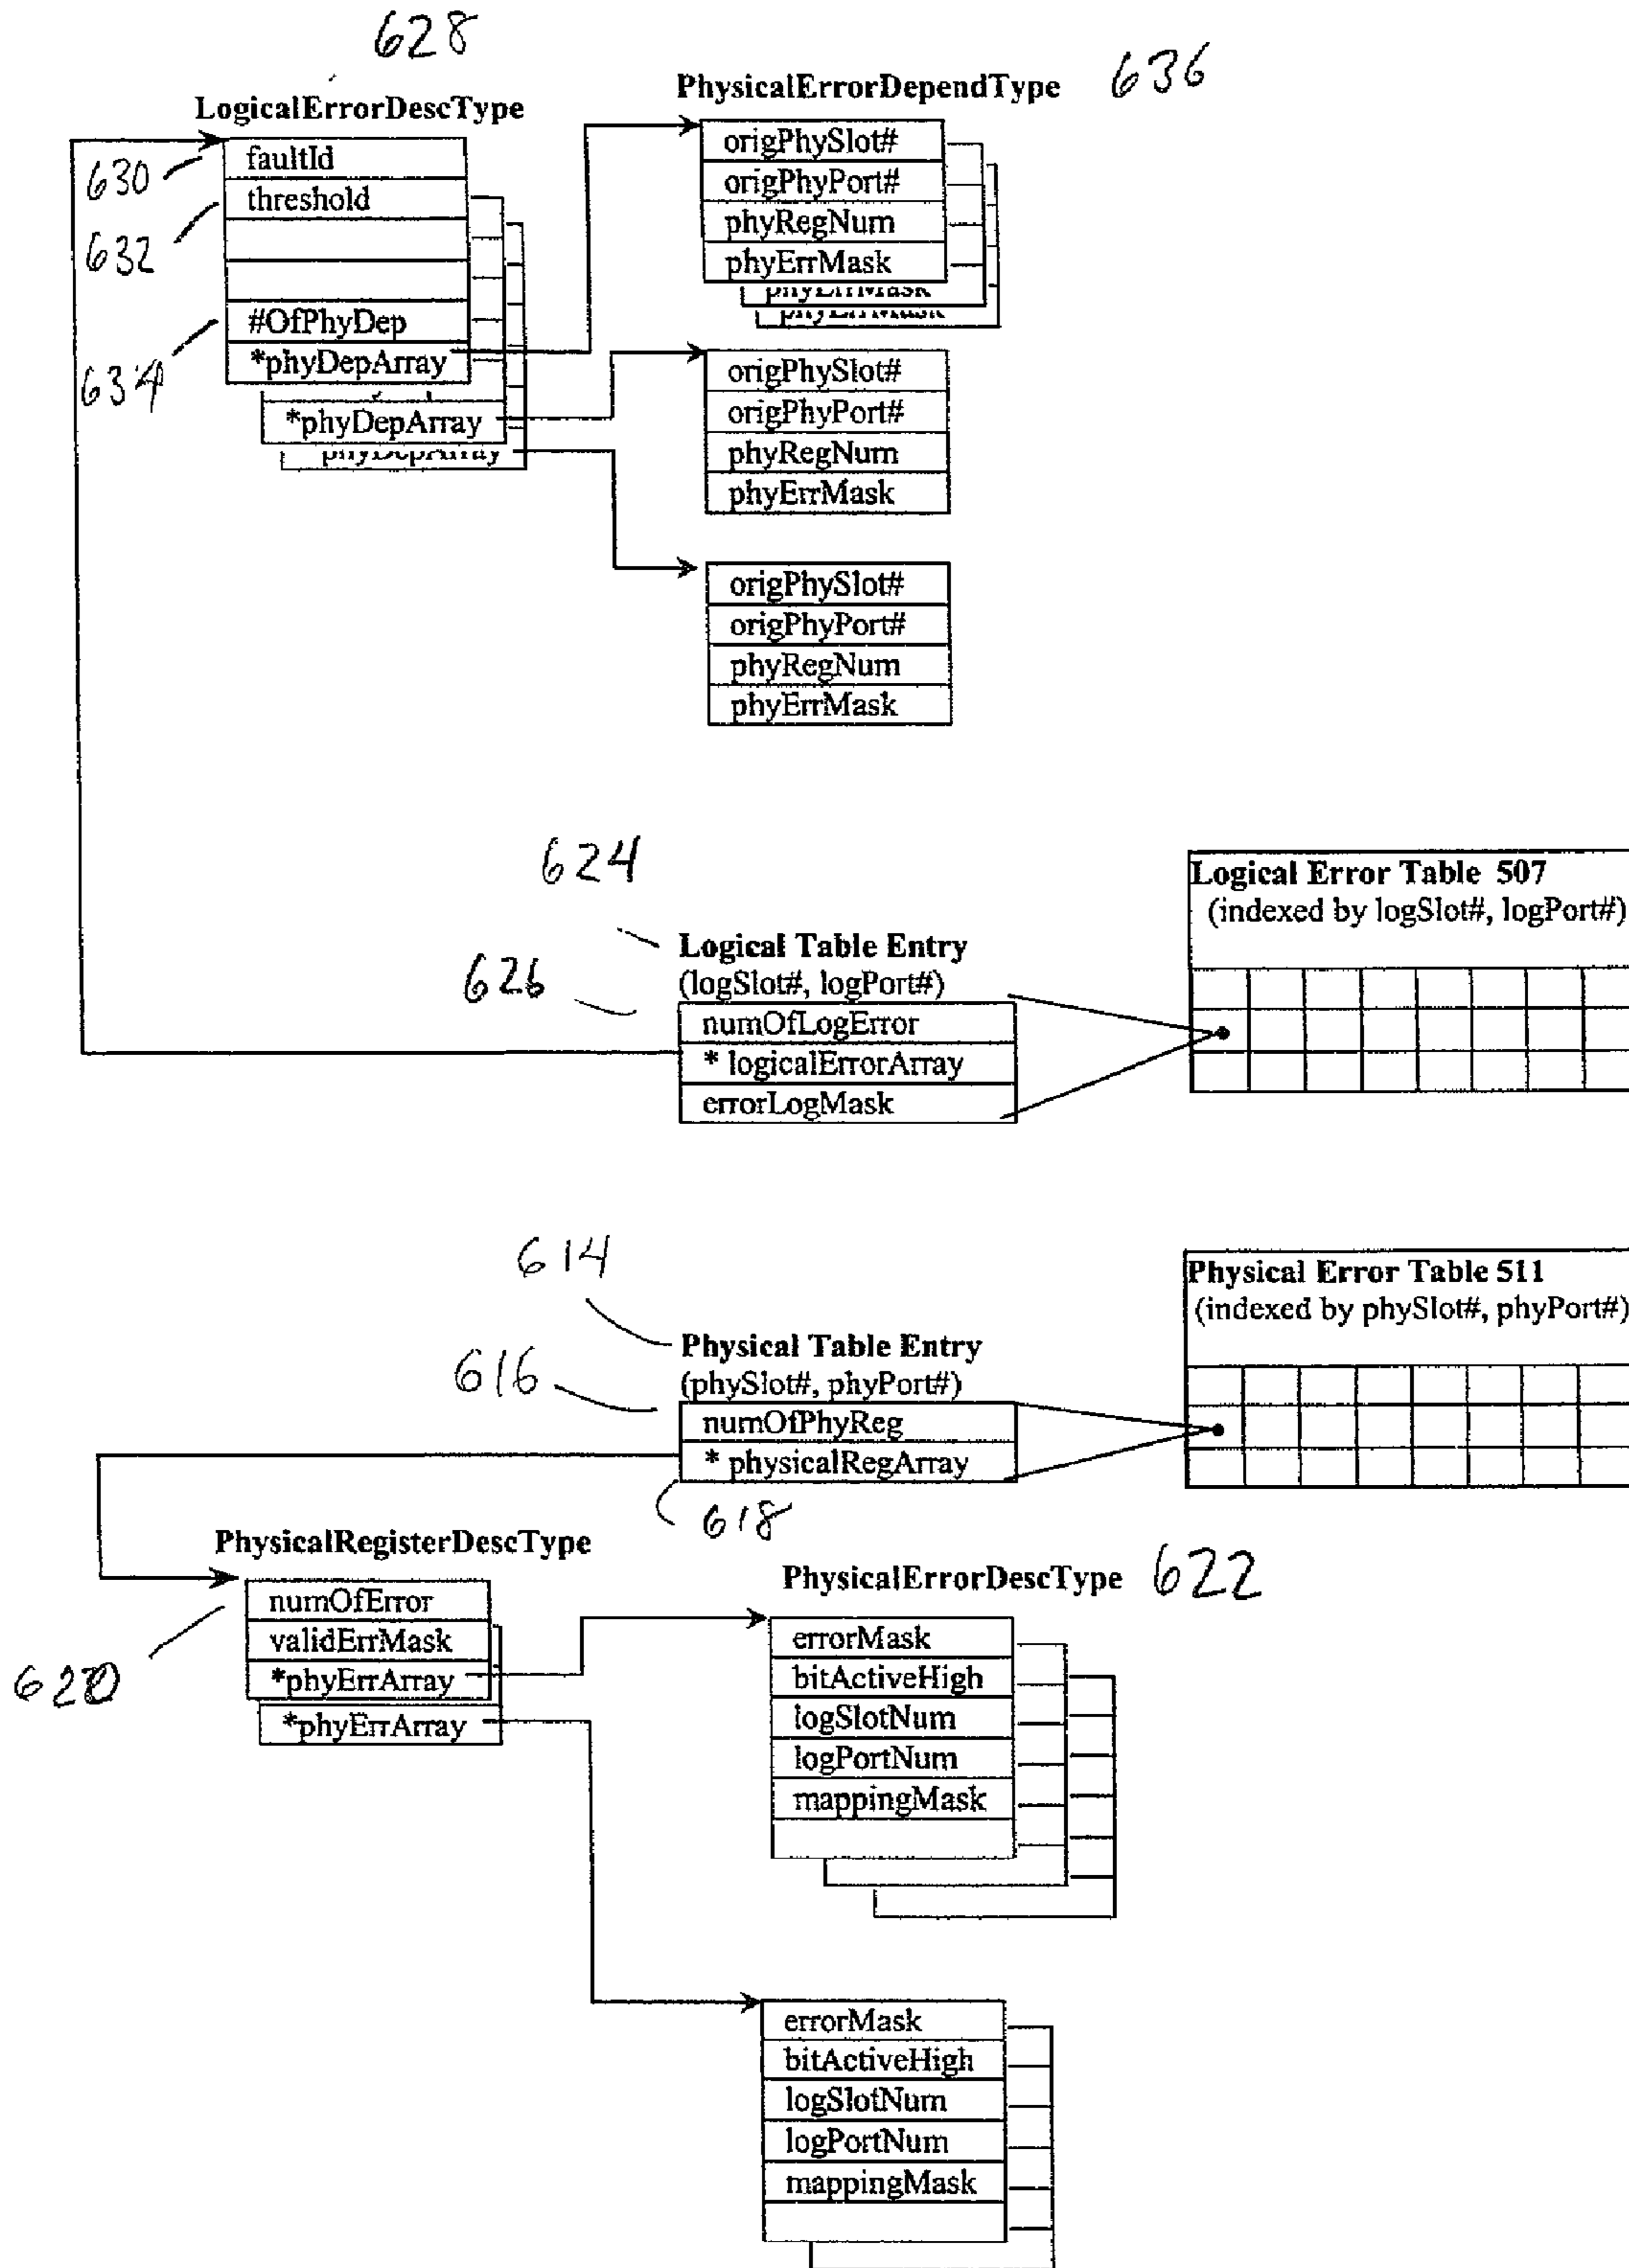 628
LogicalErrorDescType
630
faultId
632
threshold
634
#OfPhyDep
*phyDepArray
*phyDepArray
phyDepArray
PhysicalErrorDependType 636
origPhySlot#
origPhyPort#
phyRegNum
phyErrMask
phyErrMask
phyErrMask
origPhySlot#
origPhyPort#
phyRegNum
phyErrMask
origPhySlot#
origPhyPort#
phyRegNum
phyErrMask
624
Logical Table Entry
626
(logSlot#, logPort#)
numOfLogError
* logicalErrorArray
errorLogMask
Logical Error Table 507
(indexed by logSlot#, logPort#)
614
Physical Table Entry
616
(phySlot#, phyPort#)
numOfPhyReg
* physicalRegArray
618
Physical Error Table 511
(indexed by phySlot#, phyPort#)
PhysicalRegisterDescType
620
numOfError
validErrMask
*phyErrArray
*phyErrArray
PhysicalErrorDescType 622
errorMask
bitActiveHigh
logSlotNum
logPortNum
mappingMask
errorMask
bitActiveHigh
logSlotNum
logPortNum
mappingMask